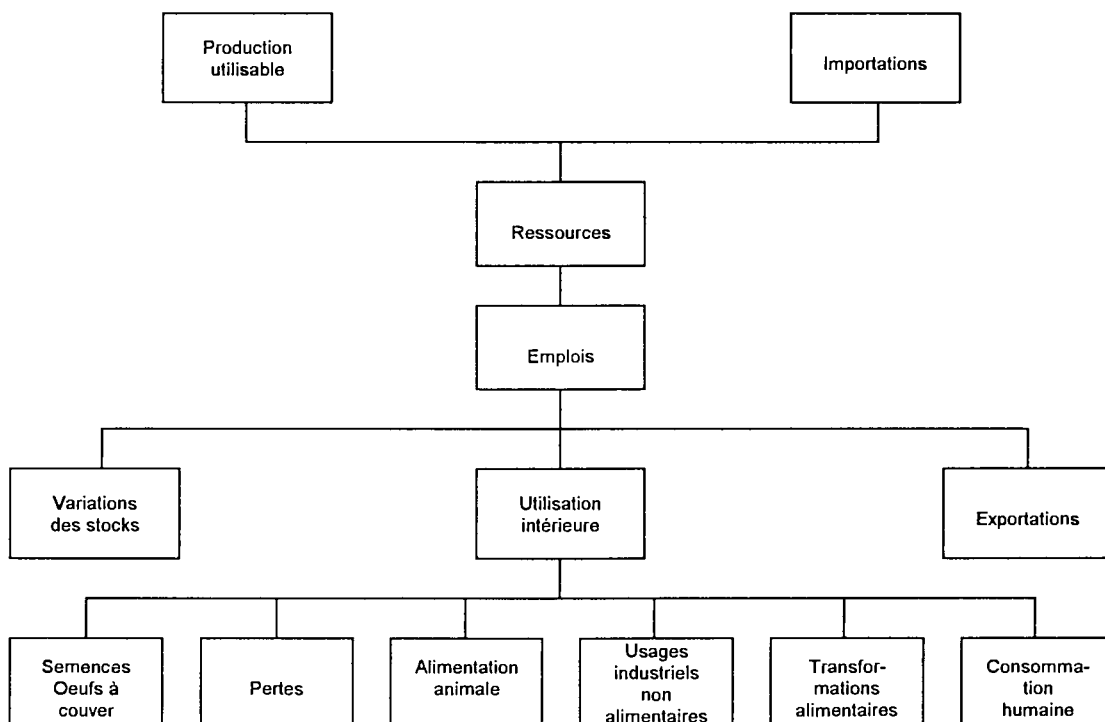 Production
utilisable
Importations
Ressources
Emplois
Variations
des stocks
Utilisation
intérieure
Exportations
Semences
Oeufs à
couver
Pertes
Alimentation
animale
Usages
industriels
non
alimentaires
Transfor-
mations
alimentaires
Consomma-
tion
humaine